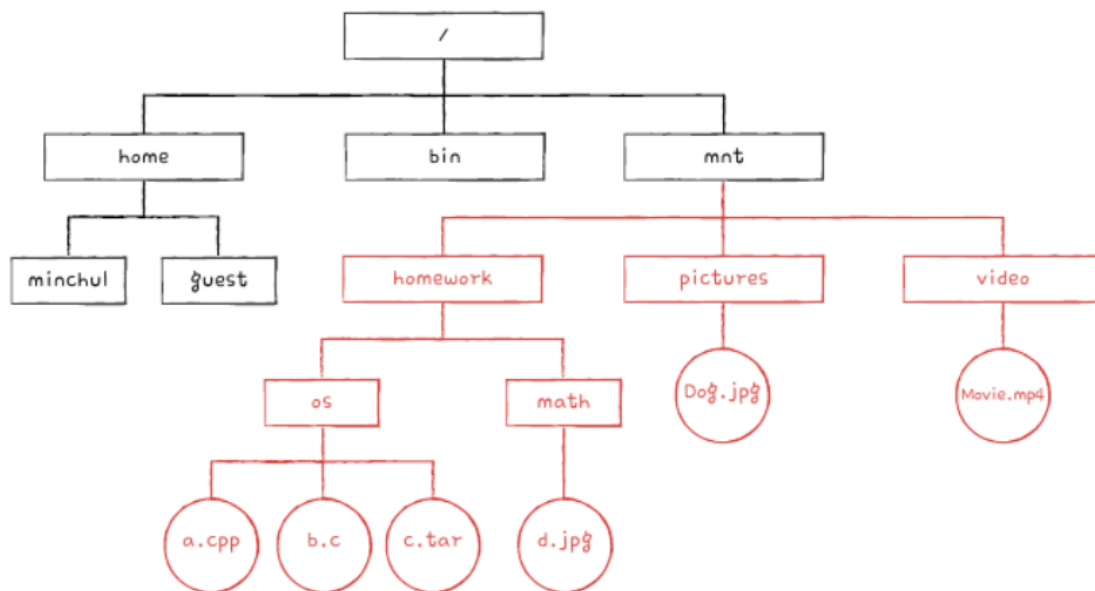 /
home
bin
mnt
minchul
guest
homework
pictures
video
os
math
Dog.jpg
Movie.mp4
a.cpp
b.c
c.tar
d.jpg